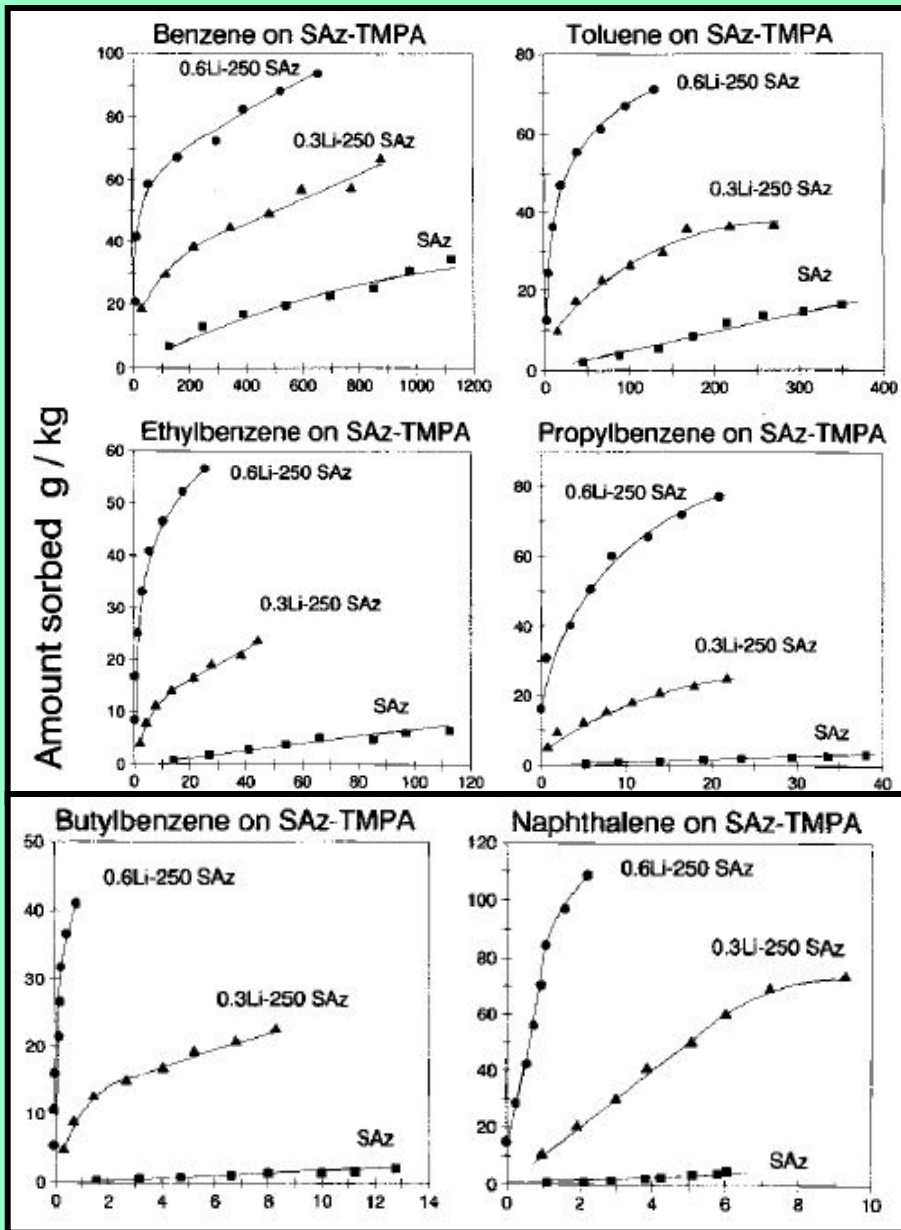 Benzene on SAz-TMPA
100
80
60
40
20
0
0.6Li-250 SAz
0.3Li-250 SAz
SAz
0 200 400 600 800 1000 1200
Toluene on SAz-TMPA
80
60
40
20
0
0.6Li-250 SAz
0.3Li-250 SAz
SAz
0 100 200 300 400
Amount sorbed g / kg
Ethylbenzene on SAz-TMPA
60
50
40
30
20
10
0
0.6Li-250 SAz
0.3Li-250 SAz
SAz
0 20 40 60 80 100 120
Propylbenzene on SAz-TMPA
80
60
40
20
0
0.6Li-250 SAz
0.3Li-250 SAz
SAz
0 10 20 30 40
Butylbenzene on SAz-TMPA
50
40
30
20
10
0
0.6Li-250 SAz
0.3Li-250 SAz
SAz
0 2 4 6 8 10 12 14
Naphthalene on SAz-TMPA
120
100
80
60
40
20
0
0.6Li-250 SAz
0.3Li-250 SAz
SAz
0 2 4 6 8 10